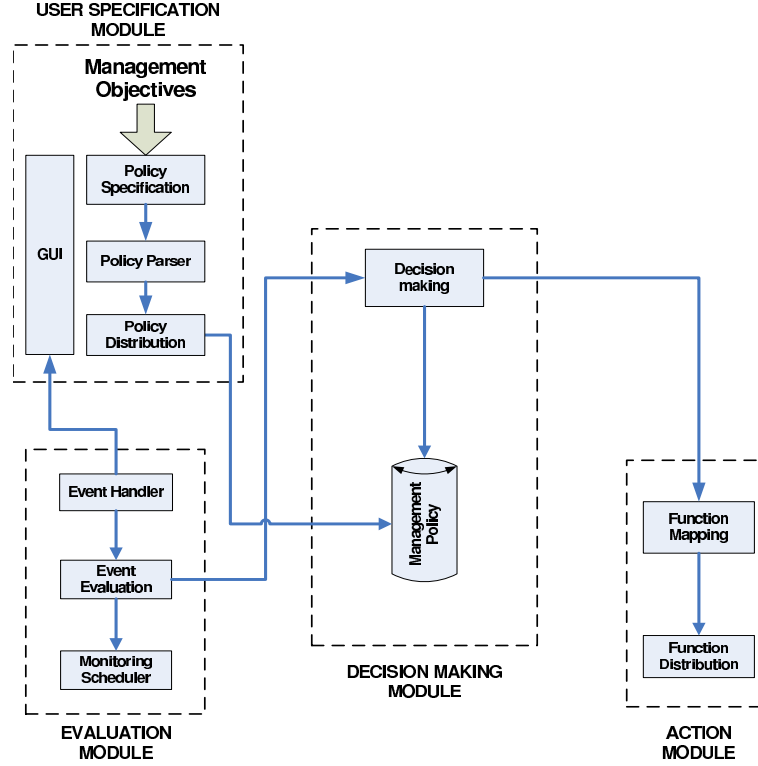 USER SPECIFICATION
MODULE
Management
Objectives
Policy
Specification
GUI
Policy Parser
Policy
Distribution
Decision
making
Management
Policy
Event Handler
Event
Evaluation
Monitoring
Scheduler
Function
Mapping
Function
Distribution
DECISION MAKING
MODULE
EVALUATION
MODULE
ACTION
MODULE